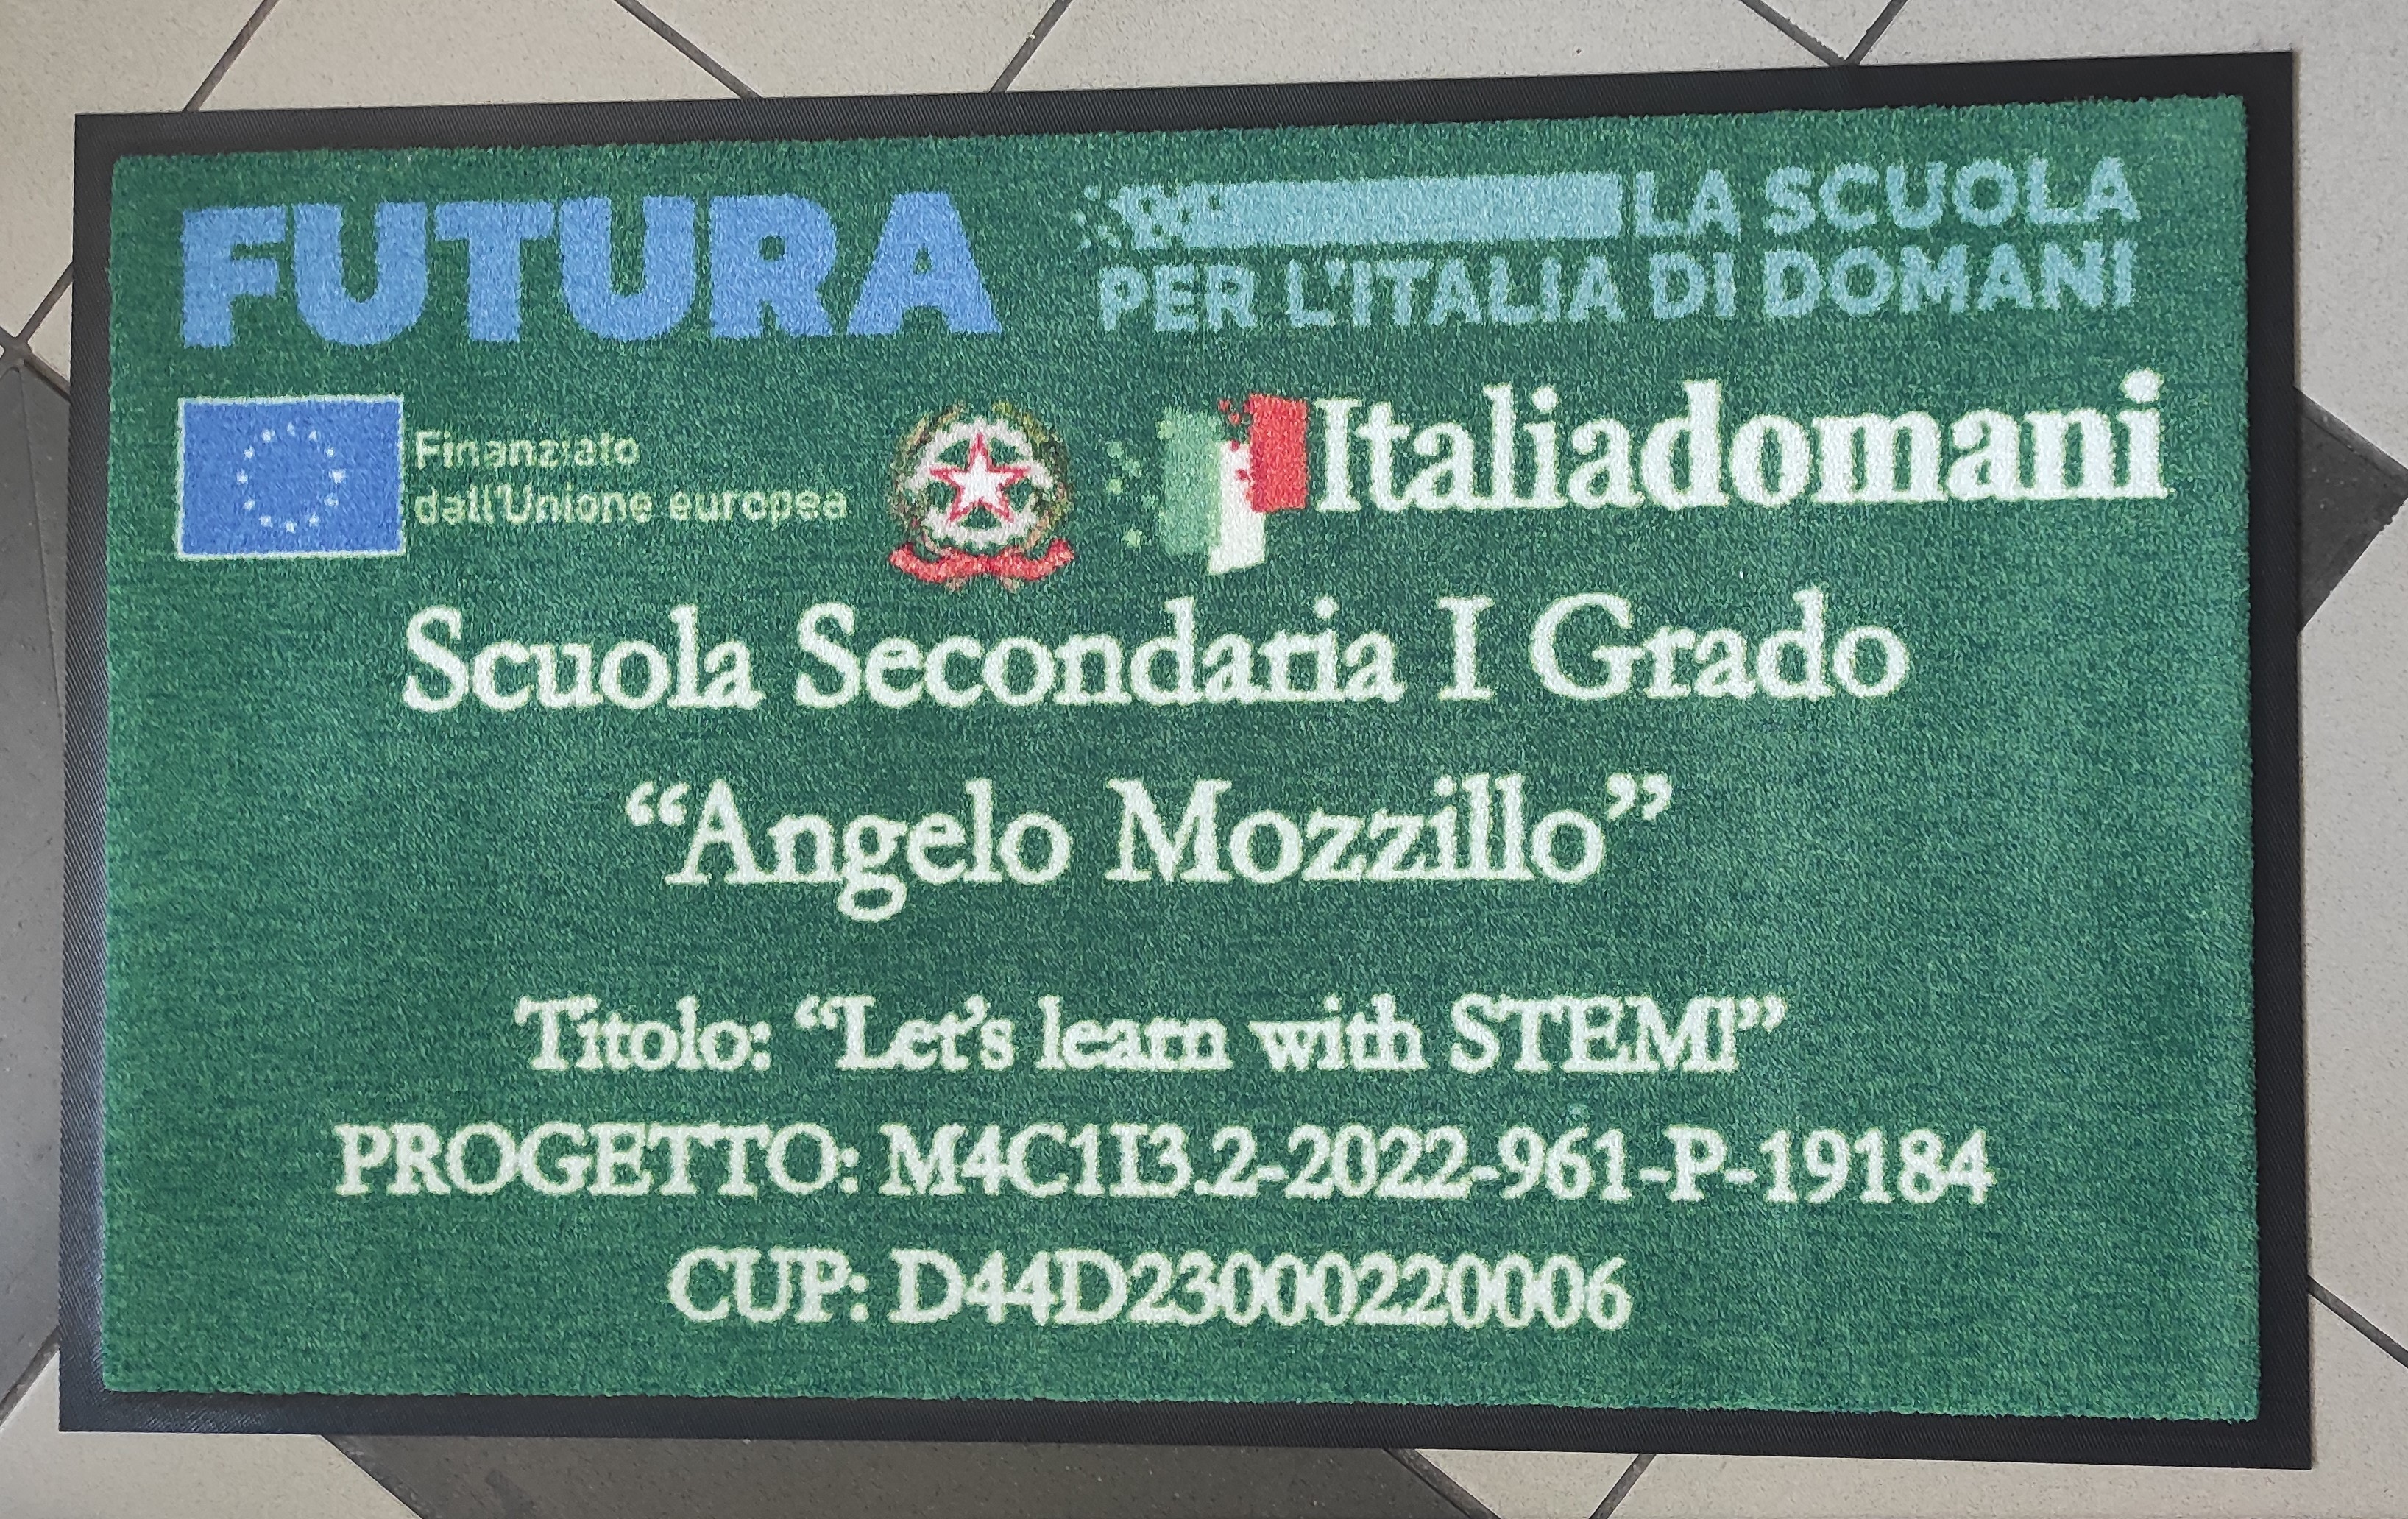 FUTURA
LA SCUOLA
PER L'ITALIA DI DOMANI
Finanziato
dall'Unione europea
Italiadomani
Scuola Secondaria I Grado
“Angelo Mozzillo”
Titolo: “Let's learn with STEM!”
PROGETTO: M4C1I3.2-2022-961-P-19184
CUP: D44D23000220006